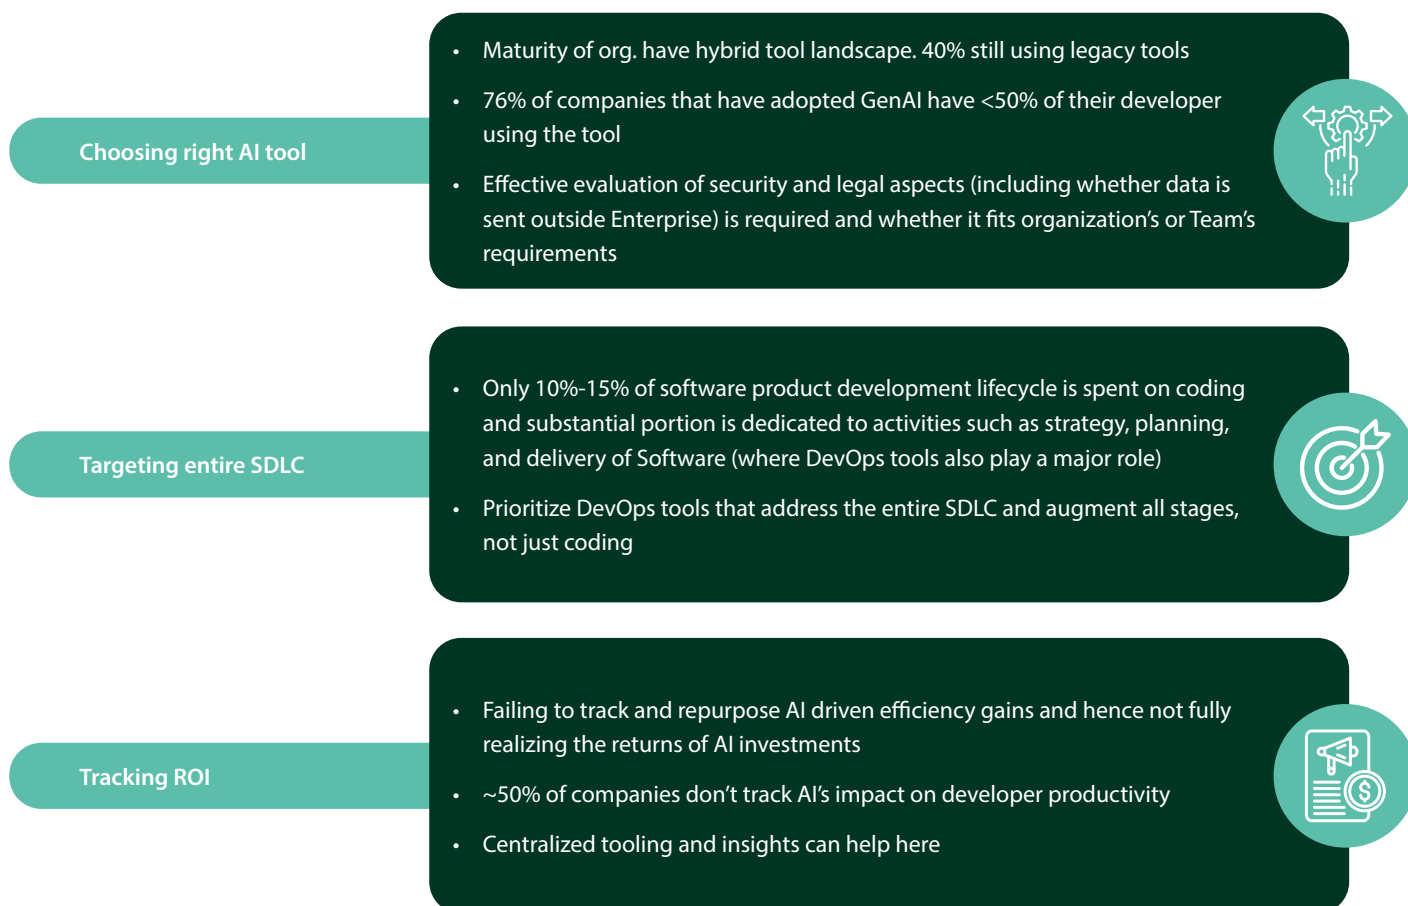 Choosing right AI tool
• Maturity of org. have hybrid tool landscape. 40% still using legacy tools
• 76% of companies that have adopted GenAI have <50% of their developer
using the tool
• Effective evaluation of security and legal aspects (including whether data is
sent outside Enterprise) is required and whether it fits organization’s or Team’s
requirements
Targeting entire SDLC
• Only 10%-15% of software product development lifecycle is spent on coding
and substantial portion is dedicated to activities such as strategy, planning,
and delivery of Software (where DevOps tools also play a major role)
• Prioritize DevOps tools that address the entire SDLC and augment all stages,
not just coding
Tracking ROI
• Failing to track and repurpose AI driven efficiency gains and hence not fully
realizing the returns of AI investments
• ~50% of companies don’t track AI’s impact on developer productivity
• Centralized tooling and insights can help here
$